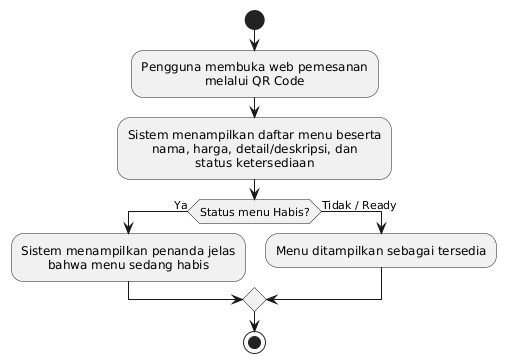 Pengguna membuka web pemesanan
melalui QR Code
Sistem menampilkan daftar menu beserta
nama, harga, detail/deskripsi, dan
status ketersediaan
Status menu Habis?
Ya
Tidak / Ready
Sistem menampilkan penanda jelas
bahwa menu sedang habis
Menu ditampilkan sebagai tersedia